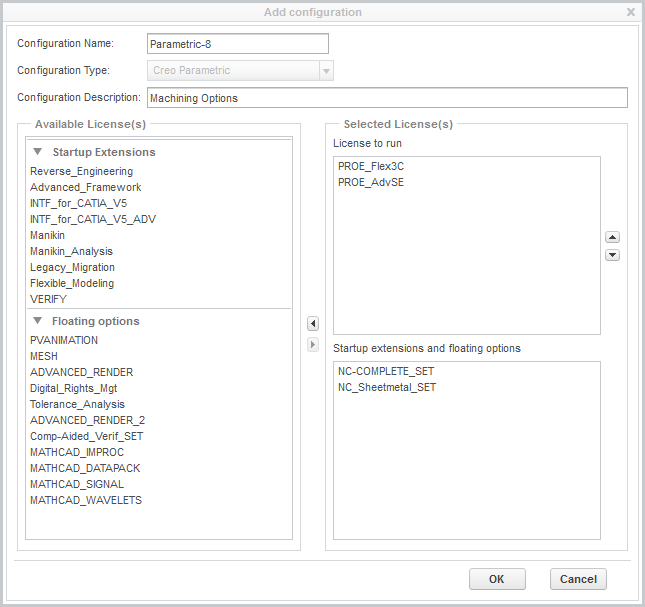 Add configuration
Configuration Name: Parametric-8
Configuration Type: Creo Parametric
Configuration Description: Machining Options
Available License(s)
Startup Extensions
Reverse_Engineering
Advanced_Framework
INTF_for_CATIA_V5
INTF_for_CATIA_V5_ADV
Manikin
Manikin_Analysis
Legacy_Migration
Flexible_Modeling
VERIFY
Floating options
PVANIMATION
MESH
ADVANCED_RENDER
Digital_Rights_Mgt
Tolerance_Analysis
ADVANCED_RENDER_2
Comp-Aided_Verif_SET
MATHCAD_IMPROC
MATHCAD_DATAPACK
MATHCAD_SIGNAL
MATHCAD_WAVELETS
Selected License(s)
License to run
PROE_Flex3C
PROE_AdvSE
Startup extensions and floating options
NC-COMPLETE_SET
NC_Sheetmetal_SET
OK
Cancel